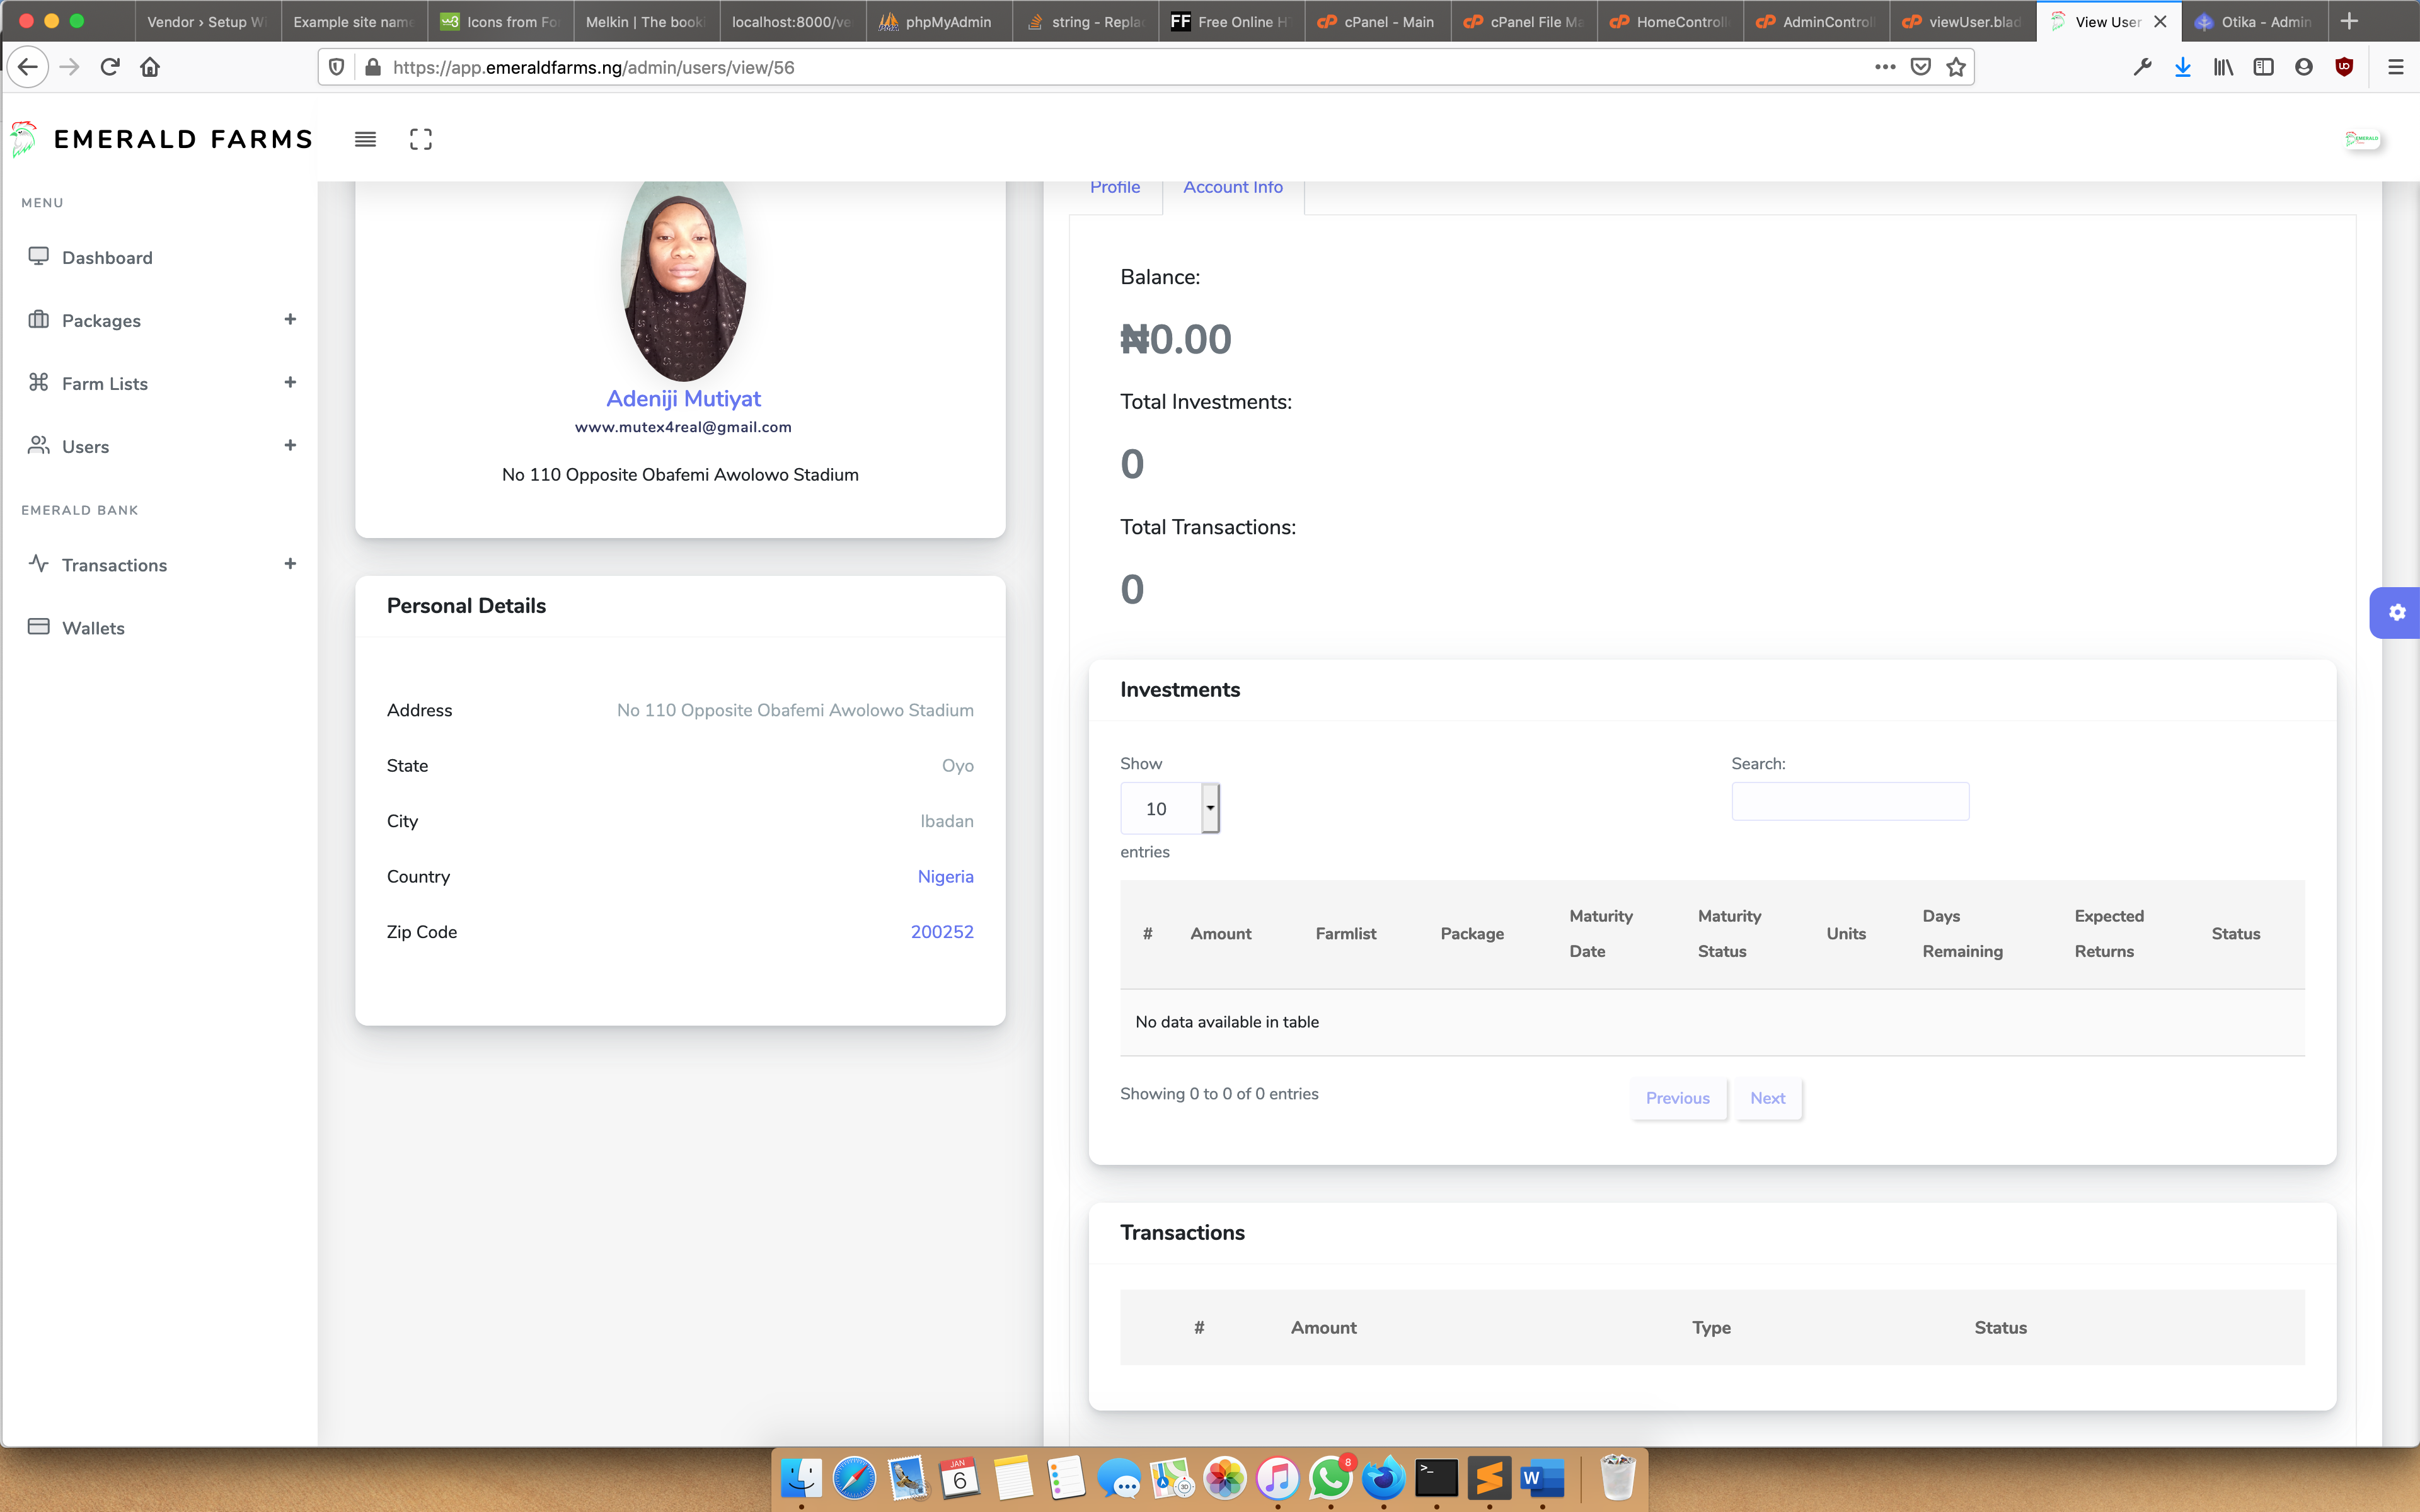 Vendor › Setup W
Example site name
Icons from Fo
Melkin | The book
localhost:8000/ve
phpMyAdmin
string - Repla
FF Free Online H
cPanel - Main
cPanel File Ma
HomeControll
AdminControll
viewUser.blad
View User
Otika - Admin
https://app.emeraldfarms.ng/admin/users/view/56
EMERALD FARMS
MENU
Dashboard
Packages
Farm Lists
Users
EMERALD BANK
Transactions
Wallets
Adeniji Mutiyat
www.mutex4real@gmail.com
No 110 Opposite Obafemi Awolowo Stadium
Personal Details
Address No 110 Opposite Obafemi Awolowo Stadium
State Oyo
City Ibadan
Country Nigeria
Zip Code 200252
Profile Account Info
Balance:
₦0.00
Total Investments:
0
Total Transactions:
0
Investments
Show
10
entries
Search:
# Amount Farmlist Package Maturity Date Maturity Status Units Days Remaining Expected Returns Status
No data available in table
Showing 0 to 0 of 0 entries
Previous Next
Transactions
# Amount Type Status
JAN
6
8
W